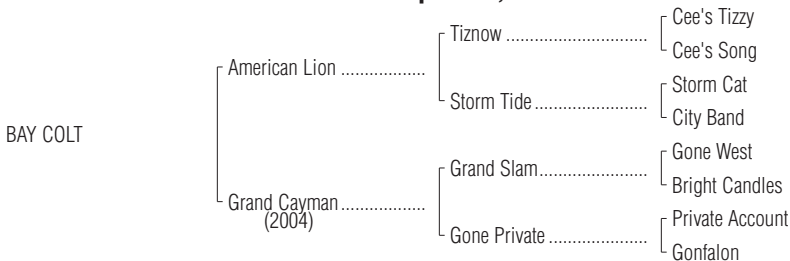 Cee's Tizzy
Tiznow
Cee's Song
American Lion
Storm Cat
Storm Tide
City Band
BAY COLT
Gone West
Grand Slam
Bright Candles
Grand Cayman
(2004)
Private Account
Gone Private
Gonfalon